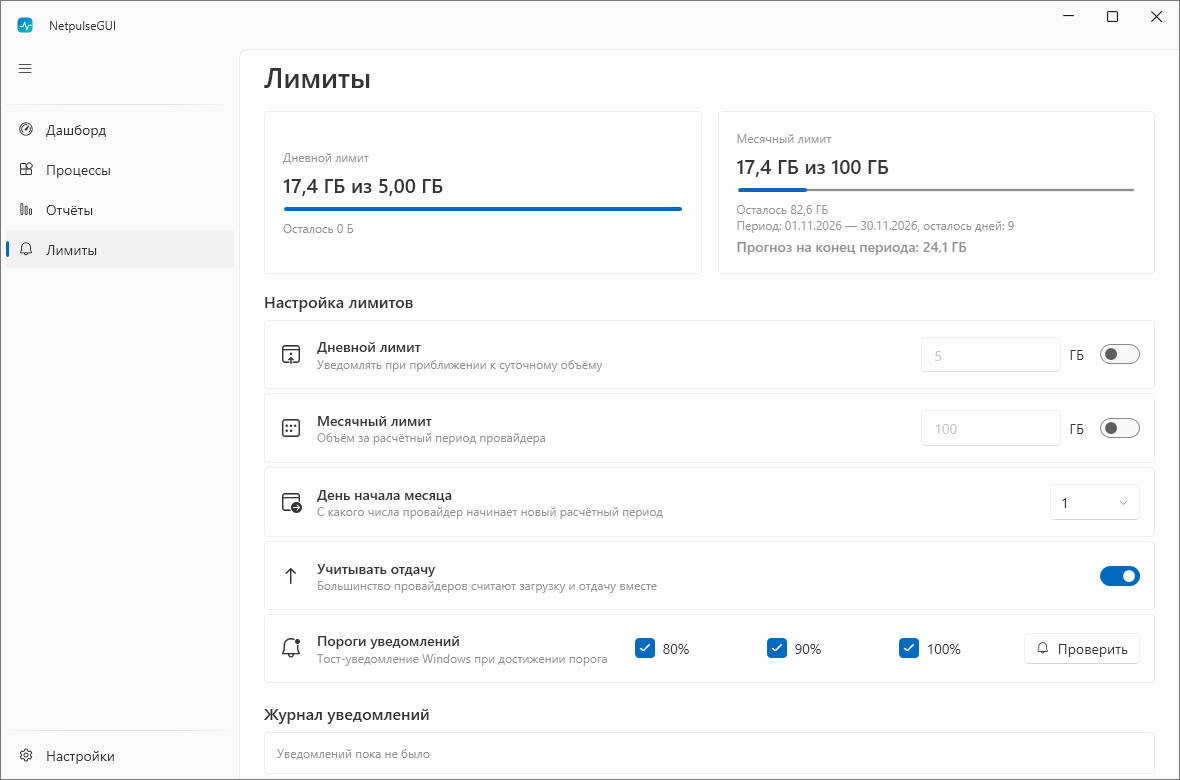 NetpulseGUI
Дашборд
Процессы
Отчёты
Лимиты
Настройки
Лимиты
Дневной лимит
17,4 ГБ из 5,00 ГБ
Осталось 0 Б
Месячный лимит
17,4 ГБ из 100 ГБ
Осталось 82,6 ГБ
Период: 01.11.2026 — 30.11.2026, осталось дней: 9
Прогноз на конец периода: 24,1 ГБ
Настройка лимитов
Дневной лимит
Уведомлять при приближении к суточному объёму
5 ГБ
Месячный лимит
Объём за расчётный период провайдера
100 ГБ
День начала месяца
С какого числа провайдер начинает новый расчётный период
1
Учитывать отдачу
Большинство провайдеров считают загрузку и отдачу вместе
Пороги уведомлений
Тост-уведомление Windows при достижении порога
80% 90% 100% Проверить
Журнал уведомлений
Уведомлений пока не было